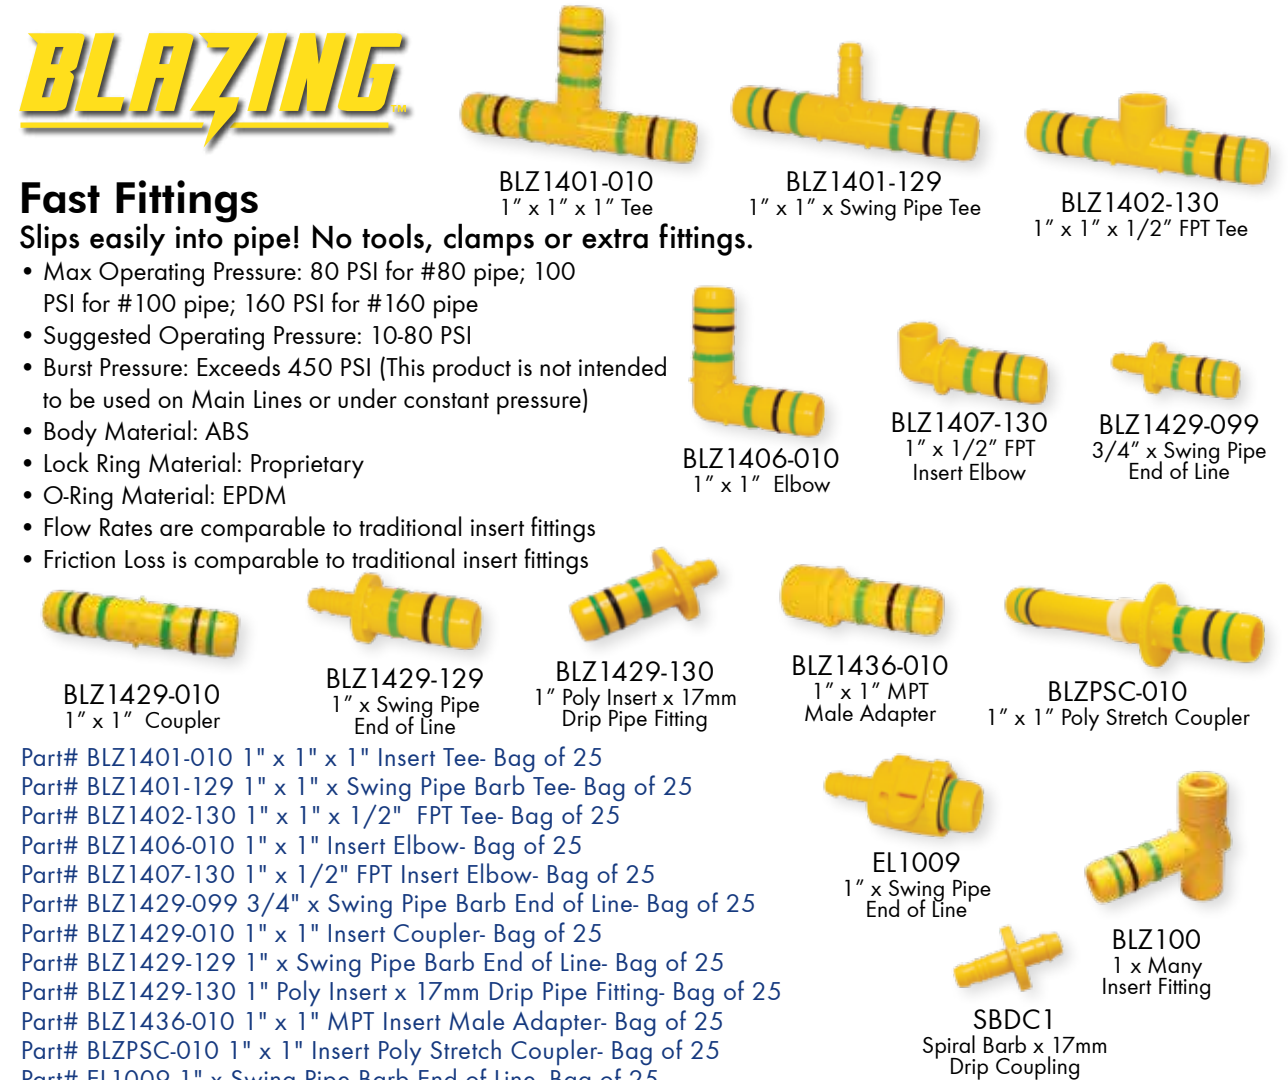 BLAZING™
BLZ1401-010
1” x 1” x 1” Tee
BLZ1401-129
1” x 1” x Swing Pipe Tee
BLZ1402-130
1” x 1” x 1/2” FPT Tee
Fast Fittings
Slips easily into pipe! No tools, clamps or extra fittings.
• Max Operating Pressure: 80 PSI for #80 pipe; 100
PSI for #100 pipe; 160 PSI for #160 pipe
• Suggested Operating Pressure: 10-80 PSI
• Burst Pressure: Exceeds 450 PSI (This product is not intended
to be used on Main Lines or under constant pressure)
• Body Material: ABS
• Lock Ring Material: Proprietary
• O-Ring Material: EPDM
• Flow Rates are comparable to traditional insert fittings
• Friction Loss is comparable to traditional insert fittings
BLZ1406-010
1” x 1”  Elbow
BLZ1407-130
1” x 1/2” FPT
Insert Elbow
BLZ1429-099
3/4” x Swing Pipe
End of Line
BLZ1429-010
1” x 1”  Coupler
BLZ1429-129
1” x Swing Pipe
End of Line
BLZ1429-130
1” Poly Insert x 17mm
Drip Pipe Fitting
BLZ1436-010
1” x 1” MPT
Male Adapter
BLZPSC-010
1” x 1” Poly Stretch Coupler
Part# BLZ1401-010 1" x 1" x 1" Insert Tee- Bag of 25
Part# BLZ1401-129 1" x 1" x Swing Pipe Barb Tee- Bag of 25
Part# BLZ1402-130 1" x 1" x 1/2"  FPT Tee- Bag of 25
Part# BLZ1406-010 1" x 1" Insert Elbow- Bag of 25
Part# BLZ1407-130 1" x 1/2" FPT Insert Elbow- Bag of 25
Part# BLZ1429-099 3/4" x Swing Pipe Barb End of Line- Bag of 25
Part# BLZ1429-010 1" x 1" Insert Coupler- Bag of 25
Part# BLZ1429-129 1" x Swing Pipe Barb End of Line- Bag of 25
Part# BLZ1429-130 1" Poly Insert x 17mm Drip Pipe Fitting- Bag of 25
Part# BLZ1436-010 1" x 1" MPT Insert Male Adapter- Bag of 25
Part# BLZPSC-010 1" x 1" Insert Poly Stretch Coupler- Bag of 25
Part# EL1009 1" x Swing Pipe Barb End of Line- Bag of 25
EL1009
1” x Swing Pipe
End of Line
BLZ100
1 x Many
Insert Fitting
SBDC1
Spiral Barb x 17mm
Drip Coupling